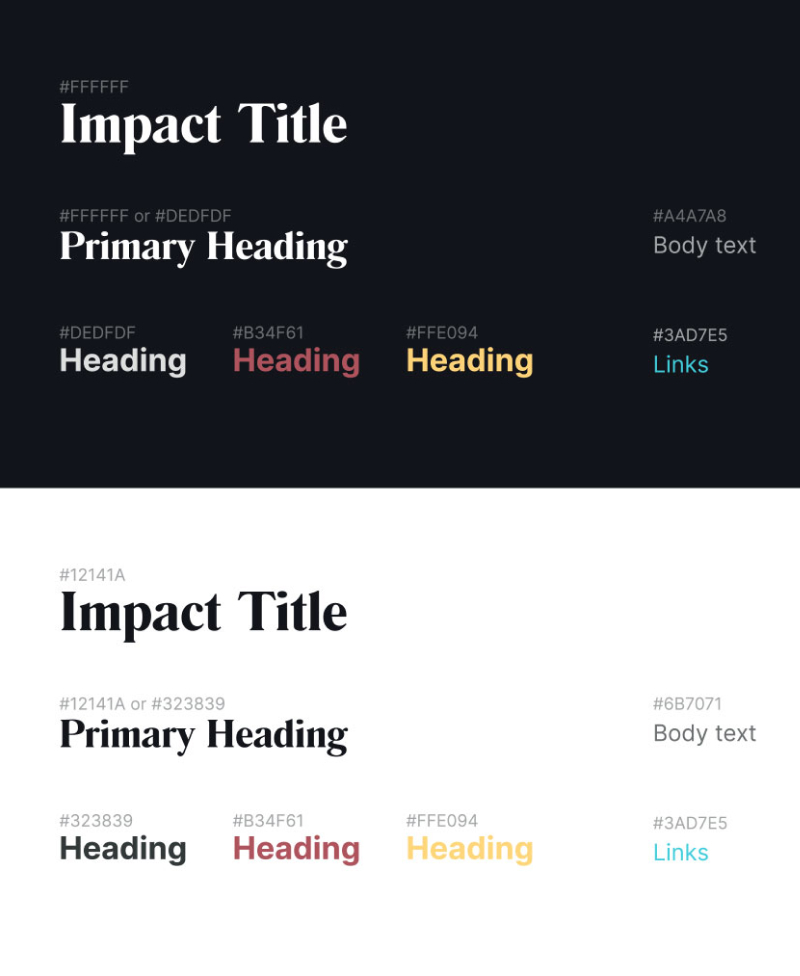 #FFFFFF
Impact Title
#FFFFFF or #DEDFDF
Primary Heading
#A4A7A8
Body text
#DEDFDF
Heading
#B34F61
Heading
#FFE094
Heading
#3AD7E5
Links
#12141A
Impact Title
#12141A or #323839
Primary Heading
#6B7071
Body text
#323839
Heading
#B34F61
Heading
#FFE094
Heading
#3AD7E5
Links